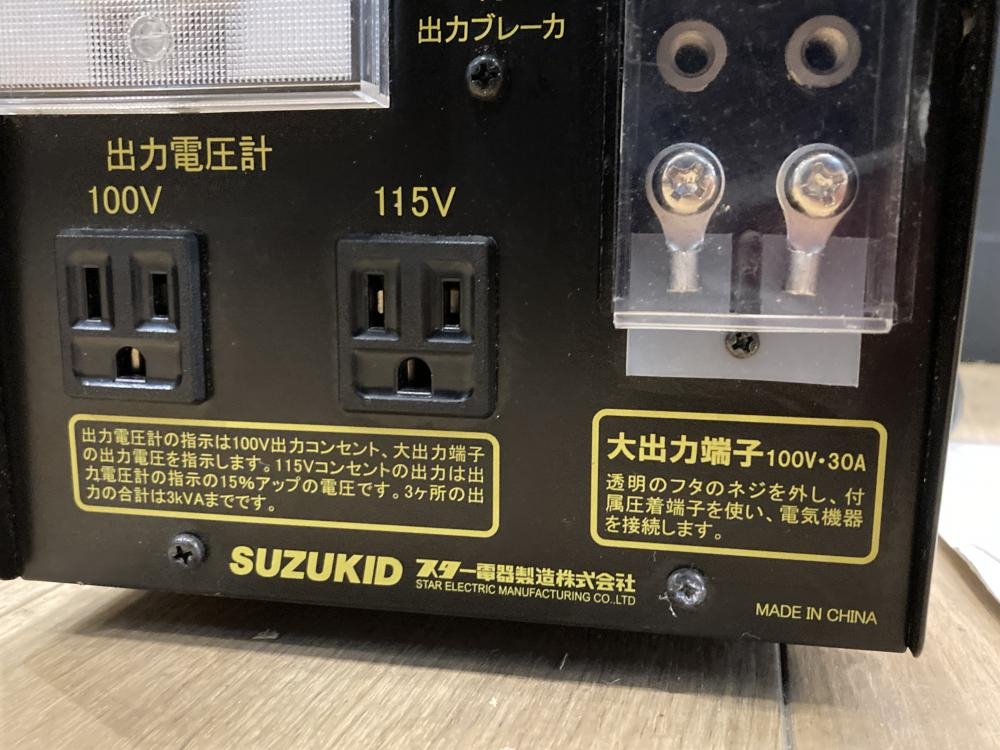 出力ブレーカ
出力電圧計
100V
115V
出力電圧計の指示は100V出力コンセント、大出力端子
の出力電圧を指示します。115Vコンセントの出力は出
力電圧計の指示の15%アップの電圧です。3ヶ所の出
力の合計は3kVAまでです。
大出力端子100V・30A
透明のフタのネジを外し、付
属圧着端子を使い、電気機器
を接続します。
SUZUKID スター電器製造株式会社
STAR ELECTRIC MANUFACTURING CO.,LTD
MADE IN CHINA